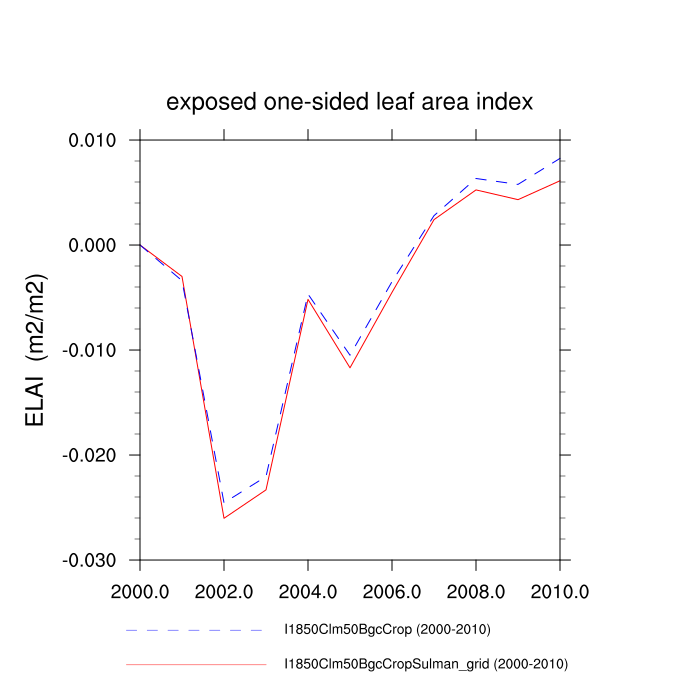 exposed one-sided leaf area index
0.010
0.000
-0.010
-0.020
-0.030
ELAI (m2/m2)
2000.0 2002.0 2004.0 2006.0 2008.0 2010.0
I1850Clm50BgcCrop (2000-2010)
I1850Clm50BgcCropSulman_grid (2000-2010)